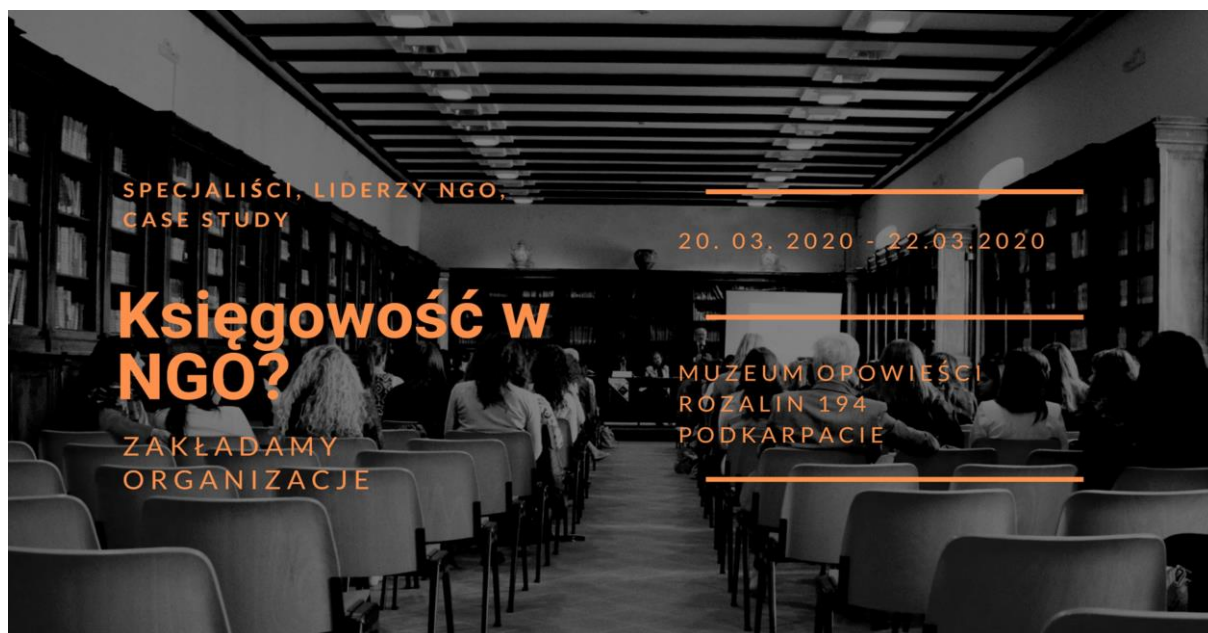 SPECJALIŚCI, LIDERZY NGO,
CASE STUDY
Księgowość w
NGO?
ZAKŁADAMY
ORGANIZACJE
20. 03. 2020 - 22.03.2020
MUZEUM OPOWIEŚCI
ROZALIN 194
PODKARPACIE